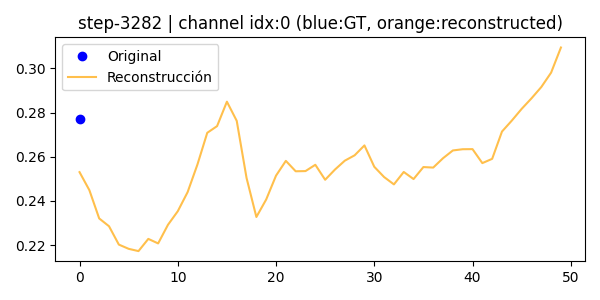 step-3282 | channel idx:0 (blue:GT, orange:reconstructed)
Original
Reconstrucción
0.30
0.28
0.26
0.24
0.22
0 10 20 30 40 50